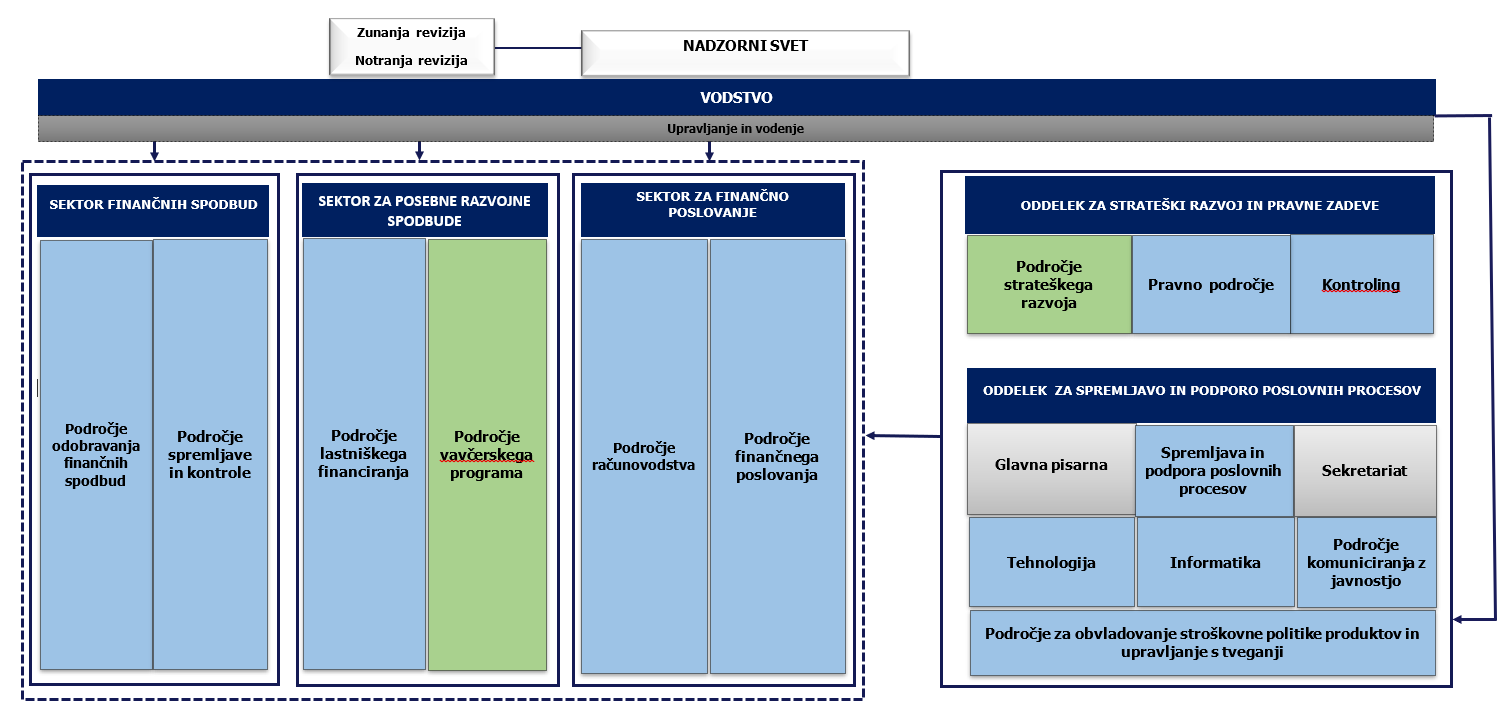 Zunanja revizija
Notranja revizija
NADZORNI SVET
VODSTVO
Upravljanje in vodenje
SEKTOR FINANČNIH SPODBUD
Področje
odobravanja
finančnih
spodbud
Področje
spremljave
in kontrole
SEKTOR ZA POSEBNE RAZVOJNE
SPODBUDE
Področje
lastniškega
financiranja
Področje
vavčerskega
programa
SEKTOR ZA FINANČNO
POSLOVANJE
Področje
računovodstva
Področje
finančnega
poslovanja
ODDELEK ZA STRATEŠKI RAZVOJ IN PRAVNE ZADEVE
Področje
strateškega
razvoja
Pravno področje
Kontroling
ODDELEK ZA SPREMLJAVO IN PODPORO POSLOVNIH PROCESOV
Glavna pisarna
Spremljava in
podpora poslovnih
procesov
Sekretariat
Tehnologija
Informatika
Področje
komuniciranja z
javnostjo
Področje za obvladovanje stroškovne politike produktov in
upravljanje s tveganji